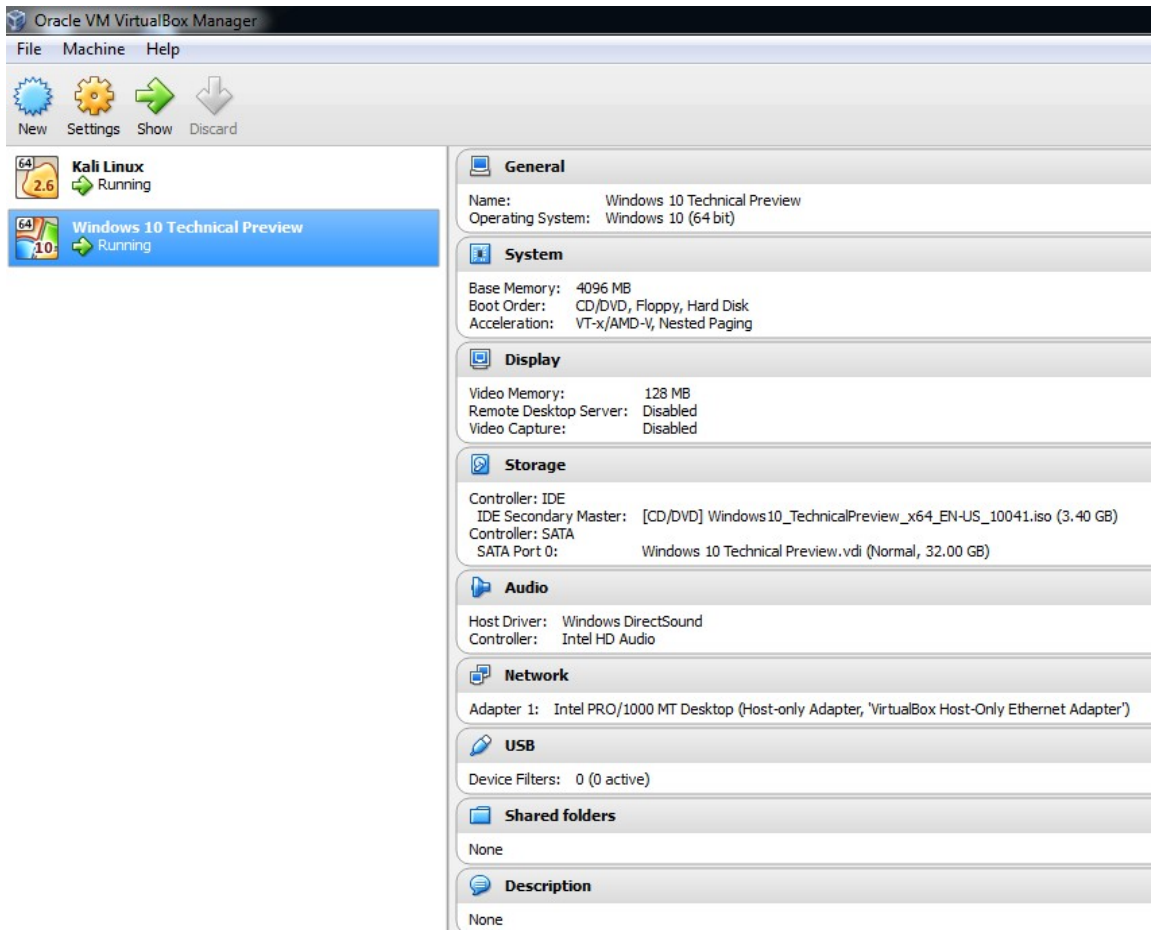 Oracle VM VirtualBox Manager
File Machine Help
New Settings Show Discard
64
2.6
Kali Linux
Running
64
10
Windows 10 Technical Preview
Running
General
Name: Windows 10 Technical Preview
Operating System: Windows 10 (64 bit)
System
Base Memory: 4096 MB
Boot Order: CD/DVD, Floppy, Hard Disk
Acceleration: VT-x/AMD-V, Nested Paging
Display
Video Memory: 128 MB
Remote Desktop Server: Disabled
Video Capture: Disabled
Storage
Controller: IDE
IDE Secondary Master: [CD/DVD] Windows10_TechnicalPreview_x64_EN-US_10041.iso (3.40 GB)
Controller: SATA
SATA Port 0: Windows 10 Technical Preview.vdi (Normal, 32.00 GB)
Audio
Host Driver: Windows DirectSound
Controller: Intel HD Audio
Network
Adapter 1: Intel PRO/1000 MT Desktop (Host-only Adapter, 'VirtualBox Host-Only Ethernet Adapter')
USB
Device Filters: 0 (0 active)
Shared folders
None
Description
None